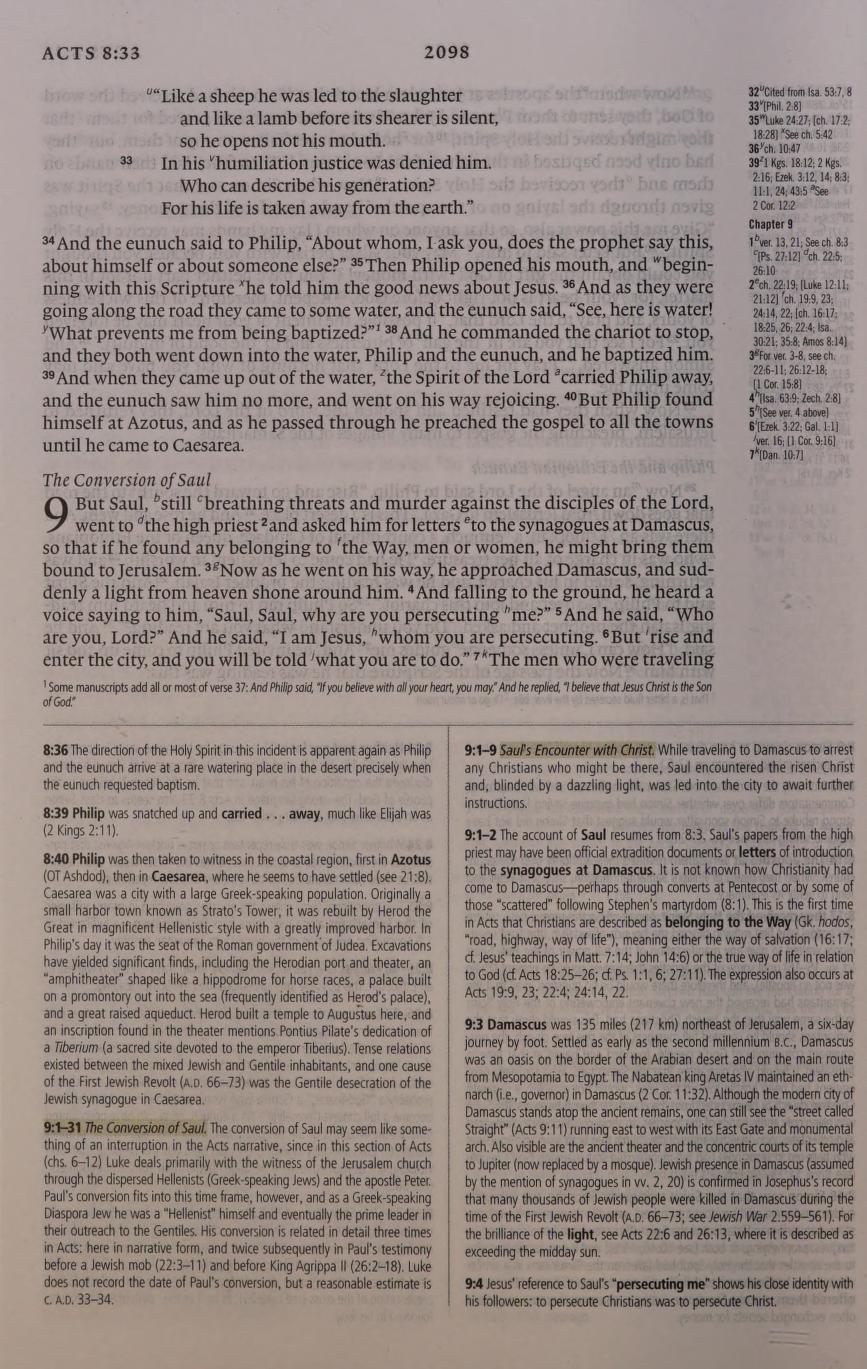 ACTS 8:33
2098
ᵘ“Like a sheep he was led to the slaughter
and like a lamb before its shearer is silent,
so he opens not his mouth.
33 In his ᵛhumiliation justice was denied him.
Who can describe his generation?
For his life is taken away from the earth.”
34 And the eunuch said to Philip, “About whom, I ask you, does the prophet say this,
about himself or about someone else?” 35 Then Philip opened his mouth, and ʷbegin-
ning with this Scripture ˣhe told him the good news about Jesus. 36 And as they were
going along the road they came to some water, and the eunuch said, “See, here is water!
ʸWhat prevents me from being baptized?”¹ 38 And he commanded the chariot to stop,
and they both went down into the water, Philip and the eunuch, and he baptized him.
39 And when they came up out of the water, ᶻthe Spirit of the Lord ᵃcarried Philip away,
and the eunuch saw him no more, and went on his way rejoicing. 40 But Philip found
himself at Azotus, and as he passed through he preached the gospel to all the towns
until he came to Caesarea.
The Conversion of Saul
9 But Saul, ᵇstill ᶜbreathing threats and murder against the disciples of the Lord,
went to ᵈthe high priest 2 and asked him for letters ᵉto the synagogues at Damascus,
so that if he found any belonging to ᶠthe Way, men or women, he might bring them
bound to Jerusalem. 3 ᵍNow as he went on his way, he approached Damascus, and sud-
denly a light from heaven shone around him. 4 And falling to the ground, he heard a
voice saying to him, “Saul, Saul, why are you persecuting ʰme?” 5 And he said, “Who
are you, Lord?” And he said, “I am Jesus, ʰwhom you are persecuting. 6 But ⁱrise and
enter the city, and you will be told ʲwhat you are to do.” 7 ᵏThe men who were traveling
¹ Some manuscripts add all or most of verse 37: And Philip said, “If you believe with all your heart, you may.” And he replied, “I believe that Jesus Christ is the Son
of God.”
32ᵘCited from Isa. 53:7, 8
33ᵛ[Phil. 2:8]
35ʷLuke 24:27; [ch. 17:2;
18:28] ˣSee ch. 5:42
36ʸch. 10:47
39ᶻ1 Kgs. 18:12; 2 Kgs.
2:16; Ezek. 3:12, 14; 8:3;
11:1, 24; 43:5 ᵃSee
2 Cor. 12:2
Chapter 9
1ᵇver. 13, 21; See ch. 8:3
ᶜ[Ps. 27:12] ᵈch. 22:5;
26:10
2ᵉch. 22:19; [Luke 12:11;
21:12] ᶠch. 19:9, 23;
24:14, 22; [ch. 16:17;
18:25, 26; 22:4; Isa.
30:21; 35:8; Amos 8:14]
3ᵍFor ver. 3-8, see ch.
22:6-11; 26:12-18;
[1 Cor. 15:8]
4ʰ[Isa. 63:9; Zech. 2:8]
5ʰ[See ver. 4 above]
6ⁱ[Ezek. 3:22; Gal. 1:1]
ʲver. 16; [1 Cor. 9:16]
7ᵏ[Dan. 10:7]
8:36 The direction of the Holy Spirit in this incident is apparent again as Philip
and the eunuch arrive at a rare watering place in the desert precisely when
the eunuch requested baptism.
8:39 Philip was snatched up and carried . . . away, much like Elijah was
(2 Kings 2:11).
8:40 Philip was then taken to witness in the coastal region, first in Azotus
(OT Ashdod), then in Caesarea, where he seems to have settled (see 21:8).
Caesarea was a city with a large Greek-speaking population. Originally a
small harbor town known as Strato's Tower, it was rebuilt by Herod the
Great in magnificent Hellenistic style with a greatly improved harbor. In
Philip's day it was the seat of the Roman government of Judea. Excavations
have yielded significant finds, including the Herodian port and theater, an
“amphitheater” shaped like a hippodrome for horse races, a palace built
on a promontory out into the sea (frequently identified as Herod's palace),
and a great raised aqueduct. Herod built a temple to Augustus here, and
an inscription found in the theater mentions Pontius Pilate's dedication of
a Tiberium (a sacred site devoted to the emperor Tiberius). Tense relations
existed between the mixed Jewish and Gentile inhabitants, and one cause
of the First Jewish Revolt (A.D. 66–73) was the Gentile desecration of the
Jewish synagogue in Caesarea.
9:1–31 The Conversion of Saul. The conversion of Saul may seem like some-
thing of an interruption in the Acts narrative, since in this section of Acts
(chs. 6–12) Luke deals primarily with the witness of the Jerusalem church
through the dispersed Hellenists (Greek-speaking Jews) and the apostle Peter.
Paul's conversion fits into this time frame, however, and as a Greek-speaking
Diaspora Jew he was a “Hellenist” himself and eventually the prime leader in
their outreach to the Gentiles. His conversion is related in detail three times
in Acts: here in narrative form, and twice subsequently in Paul's testimony
before a Jewish mob (22:3–11) and before King Agrippa II (26:2–18). Luke
does not record the date of Paul's conversion, but a reasonable estimate is
c. A.D. 33–34.
9:1–9 Saul's Encounter with Christ. While traveling to Damascus to arrest
any Christians who might be there, Saul encountered the risen Christ
and, blinded by a dazzling light, was led into the city to await further
instructions.
9:1–2 The account of Saul resumes from 8:3. Saul's papers from the high
priest may have been official extradition documents or letters of introduction
to the synagogues at Damascus. It is not known how Christianity had
come to Damascus—perhaps through converts at Pentecost or by some of
those “scattered” following Stephen's martyrdom (8:1). This is the first time
in Acts that Christians are described as belonging to the Way (Gk. hodos,
“road, highway, way of life”), meaning either the way of salvation (16:17;
cf. Jesus' teachings in Matt. 7:14; John 14:6) or the true way of life in relation
to God (cf. Acts 18:25–26; cf. Ps. 1:1, 6; 27:11). The expression also occurs at
Acts 19:9, 23; 22:4; 24:14, 22.
9:3 Damascus was 135 miles (217 km) northeast of Jerusalem, a six-day
journey by foot. Settled as early as the second millennium B.C., Damascus
was an oasis on the border of the Arabian desert and on the main route
from Mesopotamia to Egypt. The Nabatean king Aretas IV maintained an eth-
narch (i.e., governor) in Damascus (2 Cor. 11:32). Although the modern city of
Damascus stands atop the ancient remains, one can still see the “street called
Straight” (Acts 9:11) running east to west with its East Gate and monumental
arch. Also visible are the ancient theater and the concentric courts of its temple
to Jupiter (now replaced by a mosque). Jewish presence in Damascus (assumed
by the mention of synagogues in vv. 2, 20) is confirmed in Josephus's record
that many thousands of Jewish people were killed in Damascus during the
time of the First Jewish Revolt (A.D. 66–73; see Jewish War 2.559–561). For
the brilliance of the light, see Acts 22:6 and 26:13, where it is described as
exceeding the midday sun.
9:4 Jesus' reference to Saul's “persecuting me” shows his close identity with
his followers: to persecute Christians was to persecute Christ.